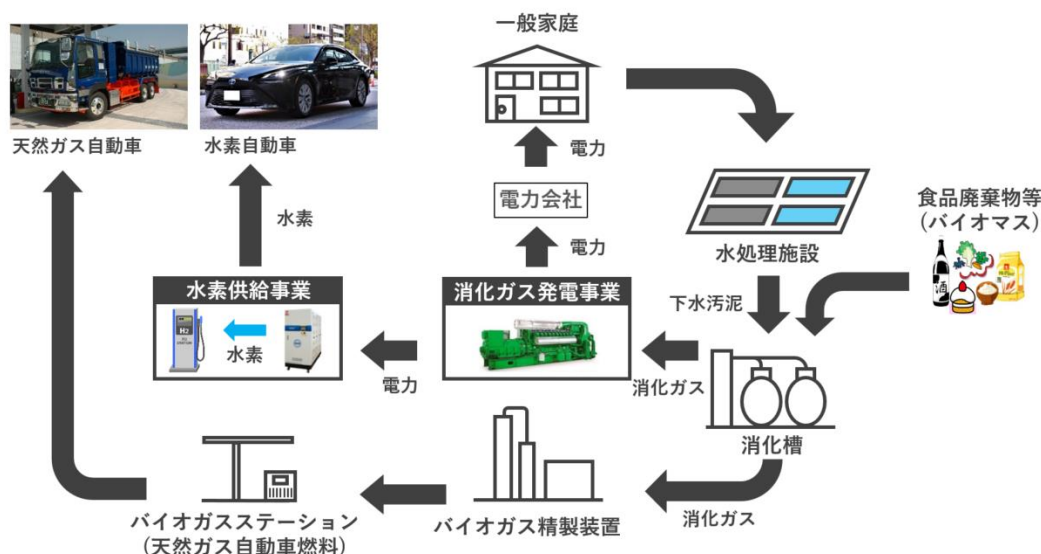 一般家庭
天然ガス自動車
水素自動車
電力
電力会社
水素
電力
水処理施設
食品廃棄物等
(バイオマス)
酒
下水汚泥
水素供給事業
消化ガス発電事業
H2
水素
電力
消化ガス
消化槽
消化ガス
バイオガスステーション
(天然ガス自動車燃料)
バイオガス精製装置